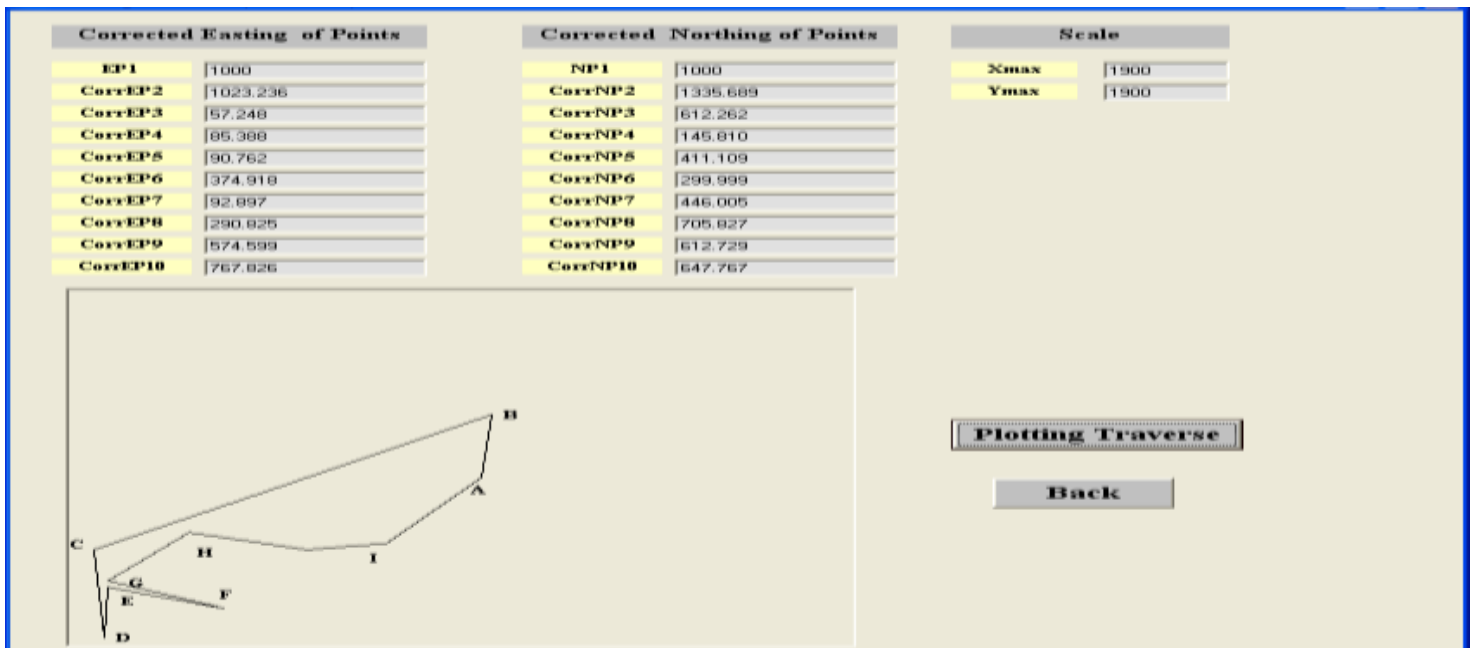 Corrected Easting of Points Corrected Northing of Points Scale
EP1 1000 NP1 1000 Xmax 1900
CorrEP2 1023.236 CorrNP2 1335.689 Ymax 1900
CorrEP3 57.248 CorrNP3 612.262
CorrEP4 85.388 CorrNP4 145.810
CorrEP5 90.762 CorrNP5 411.109
CorrEP6 374.918 CorrNP6 299.999
CorrEP7 92.897 CorrNP7 446.005
CorrEP8 290.825 CorrNP8 705.827
CorrEP9 574.599 CorrNP9 612.729
CorrEP10 767.826 CorrNP10 647.767
B
Plotting Traverse
A
Back
C
H
I
G
F
E
D